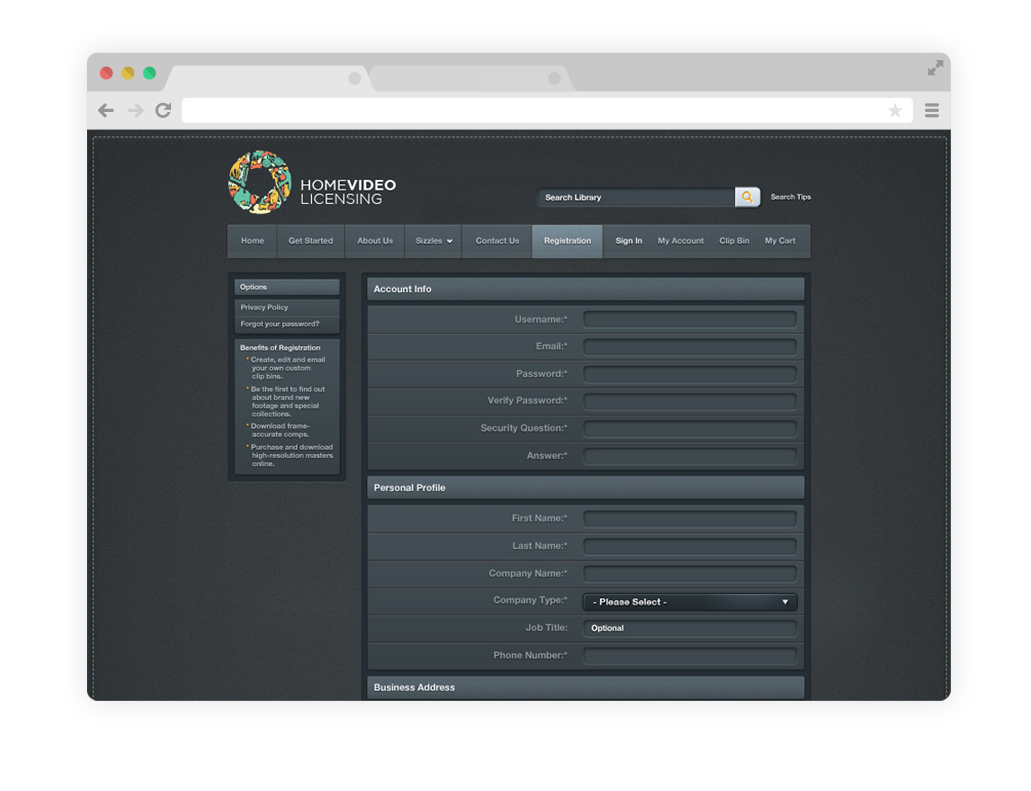 HOMEVIDEO
LICENSING
Search Library
Search Tips
Home
Get Started
About Us
Sizzles
Contact Us
Registration
Sign In
My Account
Clip Bin
My Cart
Options
Privacy Policy
Forgot your password?
Benefits of Registration
* Create, edit and email
your own custom
clip bins.
* Be the first to find out
about brand new
footage and special
collections.
* Download frame-
accurate comps.
* Purchase and download
high-resolution masters
online.
Account Info
Username:*
Email:*
Password:*
Verify Password:*
Security Question:*
Answer:*
Personal Profile
First Name:*
Last Name:*
Company Name:*
Company Type:* - Please Select -
Job Title: Optional
Phone Number:*
Business Address